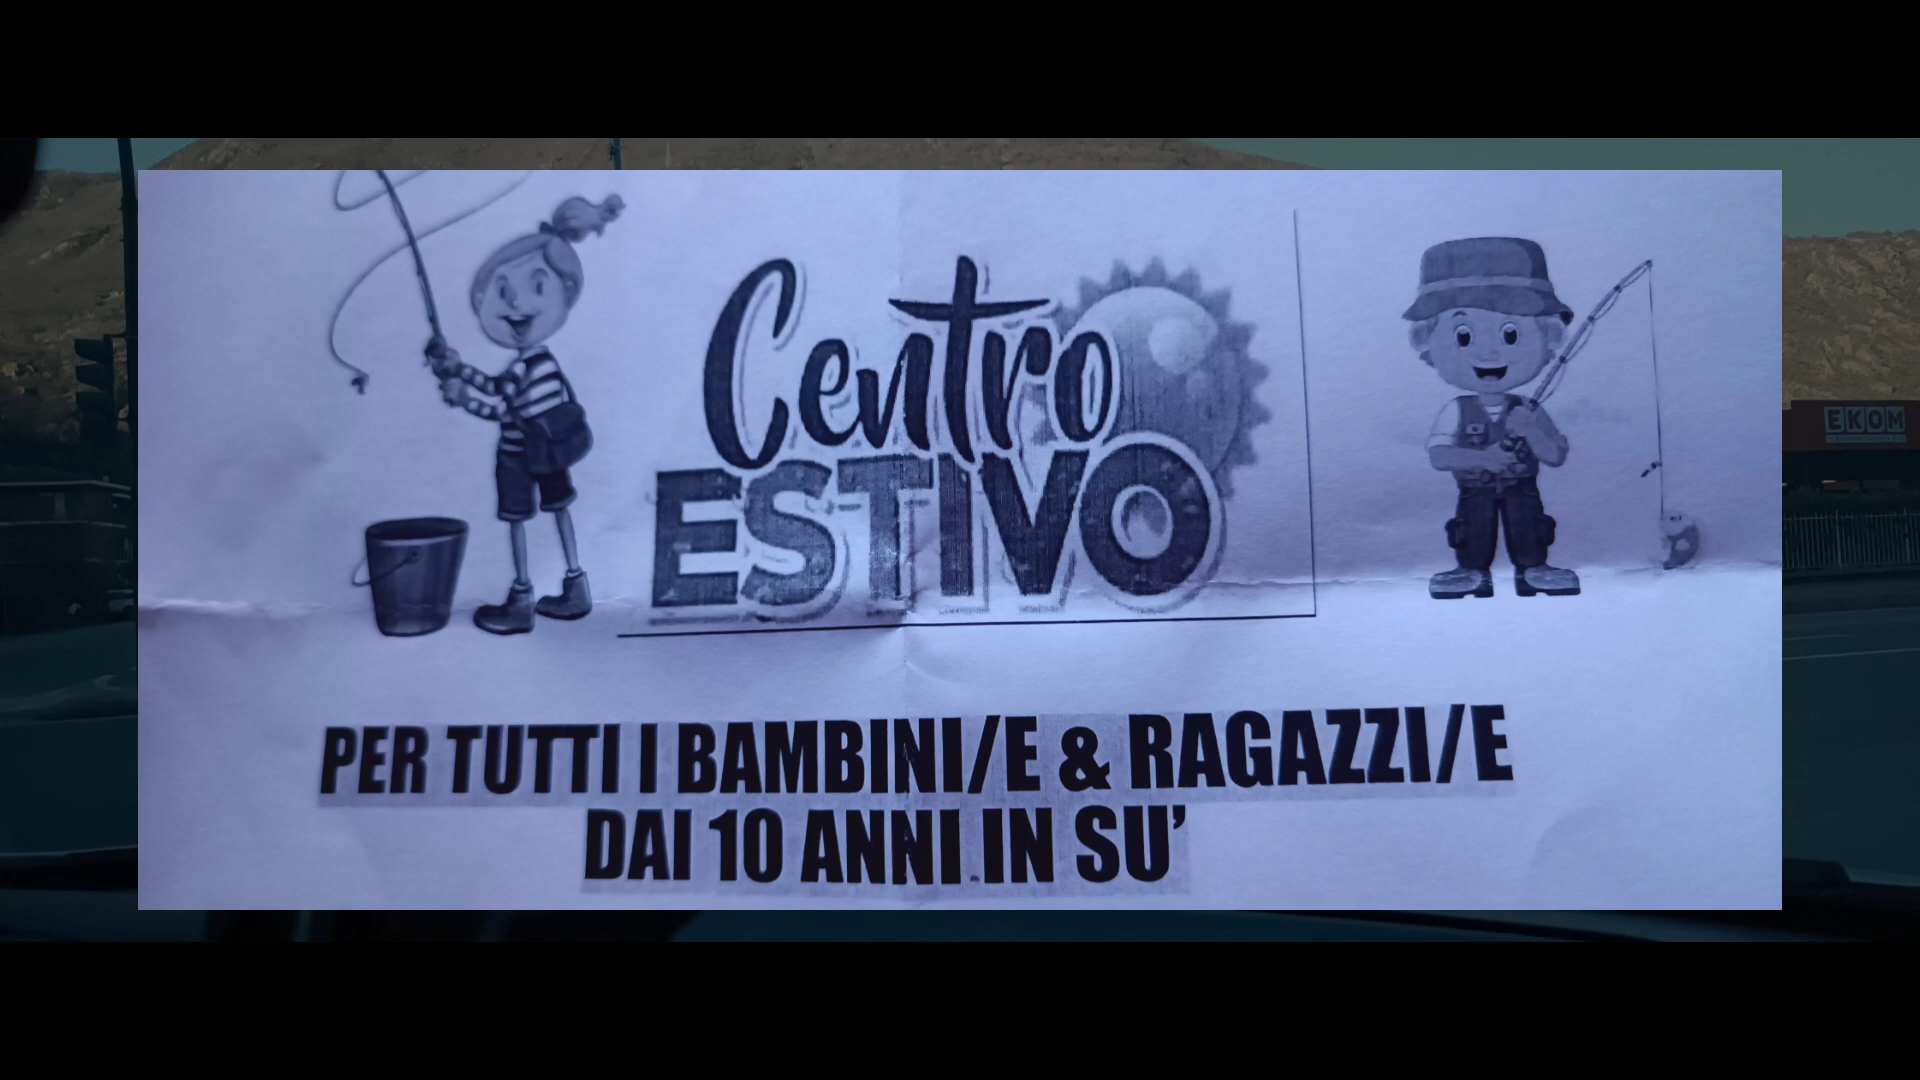 Centro
ESTIVO
PER TUTTI I BAMBINI/E & RAGAZZI/E
DAI 10 ANNI IN SU’
EKOM